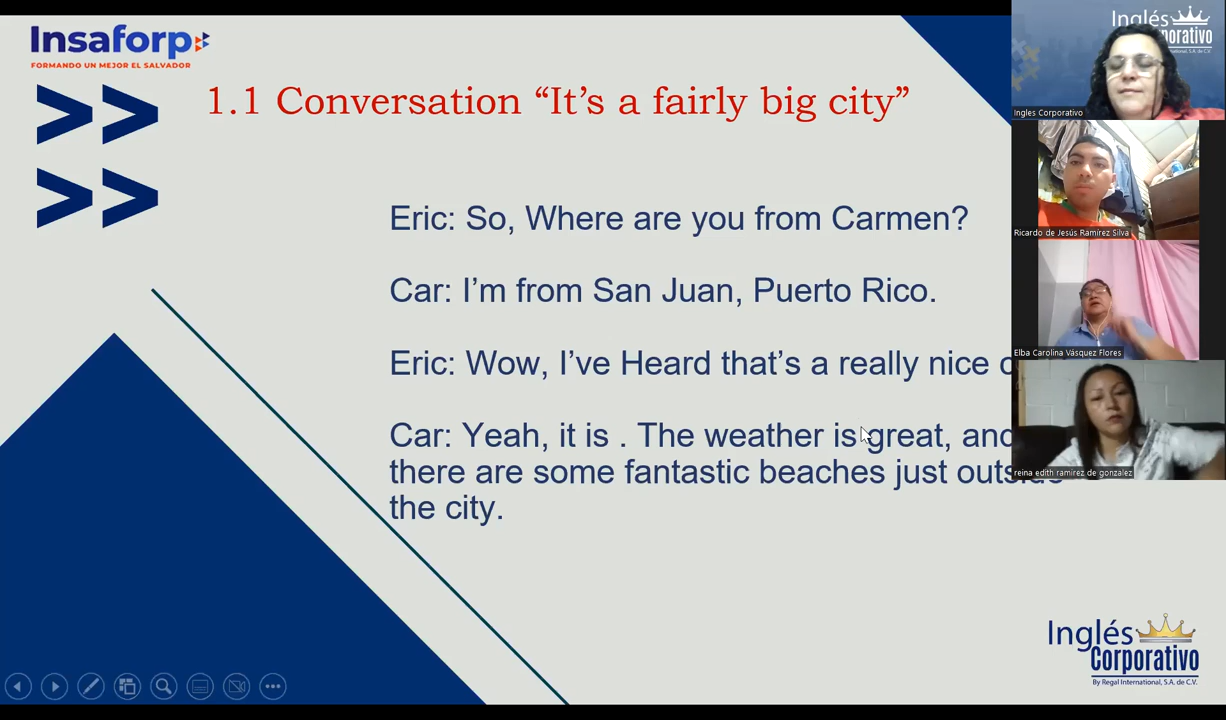 Insaforp
FORMANDO UN MEJOR EL SALVADOR
1.1 Conversation “It’s a fairly big city”
Eric: So, Where are you from Carmen?
Car: I’m from San Juan, Puerto Rico.
Eric: Wow, I’ve Heard that’s a really nice
Car: Yeah, it is . The weather is great, and
there are some fantastic beaches just outside
the city.
Inglés
Ingles Corporativo
Ricardo de Jesús Ramírez Silva
Elba Carolina Vásquez Flores
reina edith ramirez de gonzalez
Inglés
Corporativo
By Regal International, S.A. de C.V.